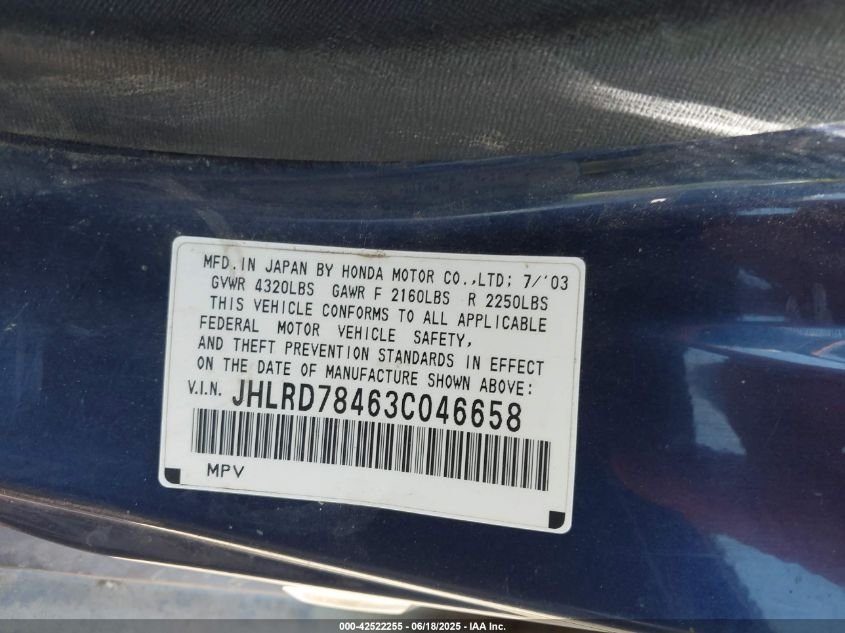 MFD. IN JAPAN BY HONDA MOTOR CO.,LTD; 7/'03
GVWR 4320LBS GAWR F 2160LBS R 2250LBS
THIS VEHICLE CONFORMS TO ALL APPLICABLE
FEDERAL MOTOR VEHICLE SAFETY,
AND THEFT PREVENTION STANDARDS IN EFFECT
ON THE DATE OF MANUFACTURE SHOWN ABOVE:
V.I.N. JHLRD78463C046658
MPV
000-42522255 - 06/18/2025 - IAA Inc.